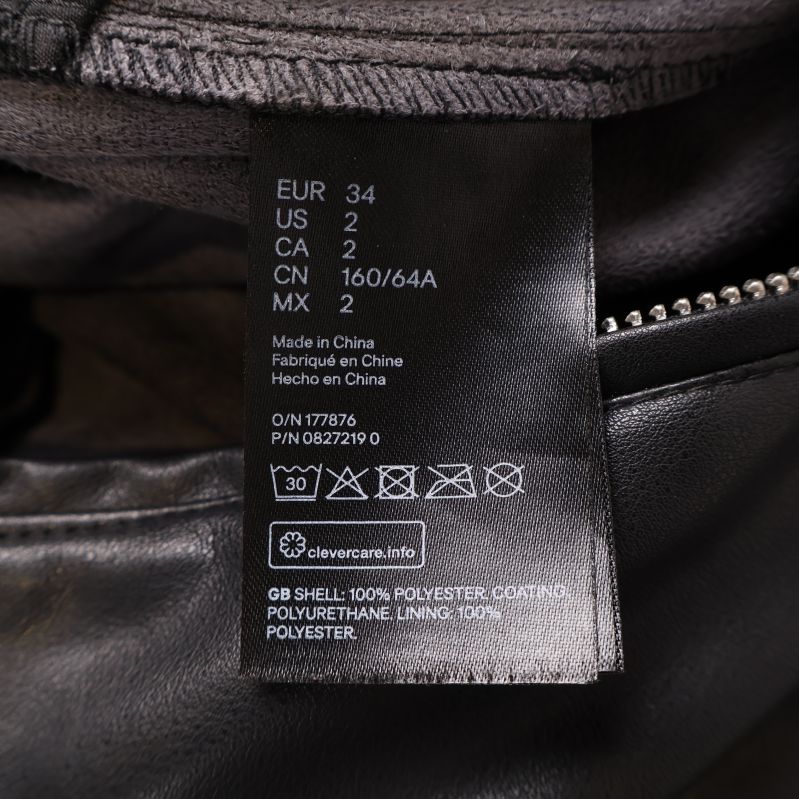 EUR 34
US 2
CA 2
CN 160/64A
MX 2
Made in China
Fabriqué en Chine
Hecho en China
O/N 177876
P/N 0827219 0
30
clevercare.info
GB SHELL: 100% POLYESTER. COATING:
POLYURETHANE. LINING: 100%
POLYESTER.